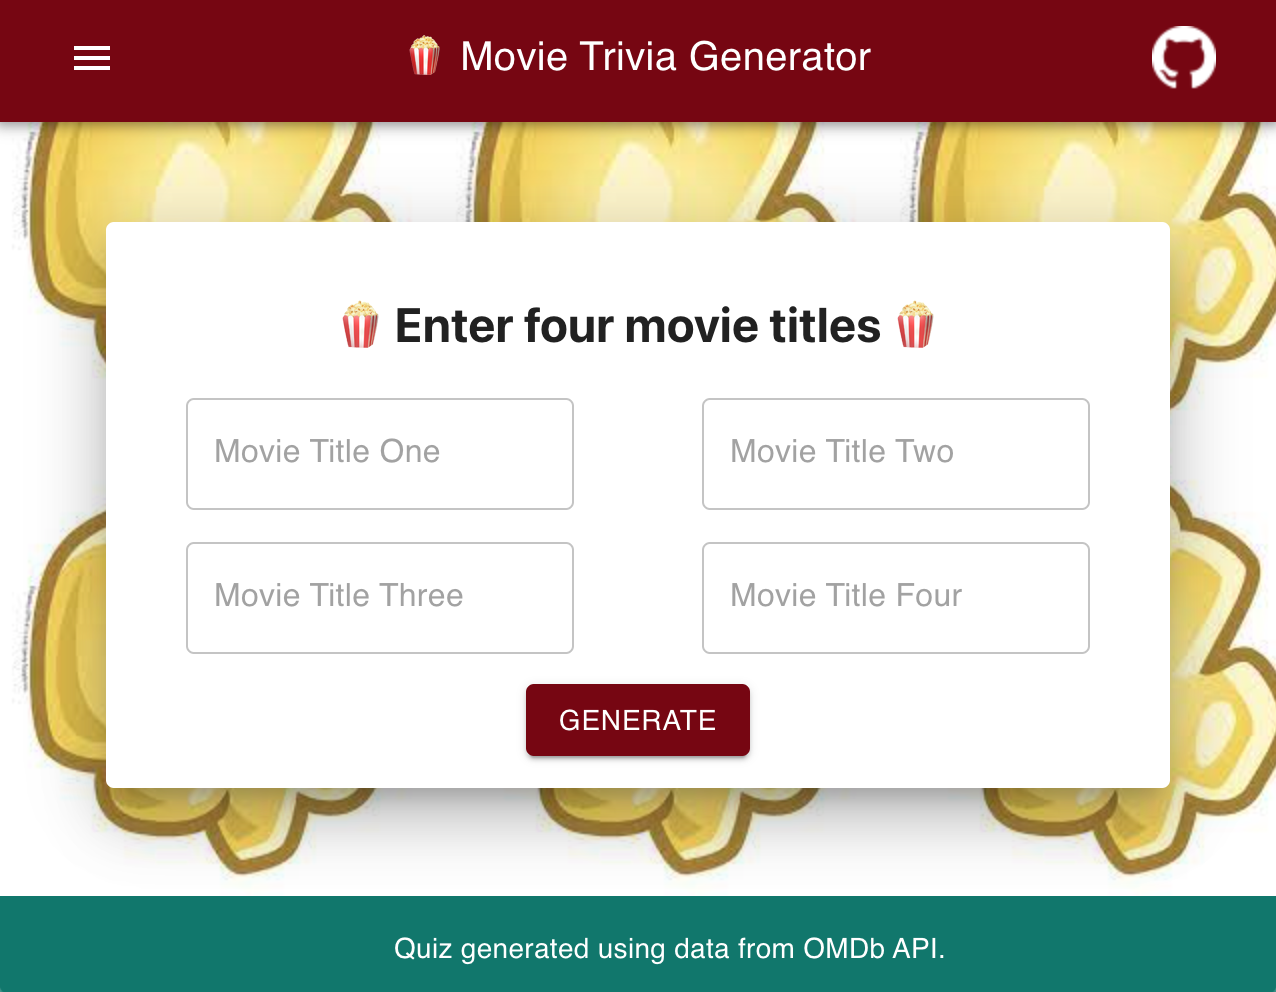 Movie Trivia Generator
Enter four movie titles
Movie Title One
Movie Title Two
Movie Title Three
Movie Title Four
GENERATE
Quiz generated using data from OMDb API.